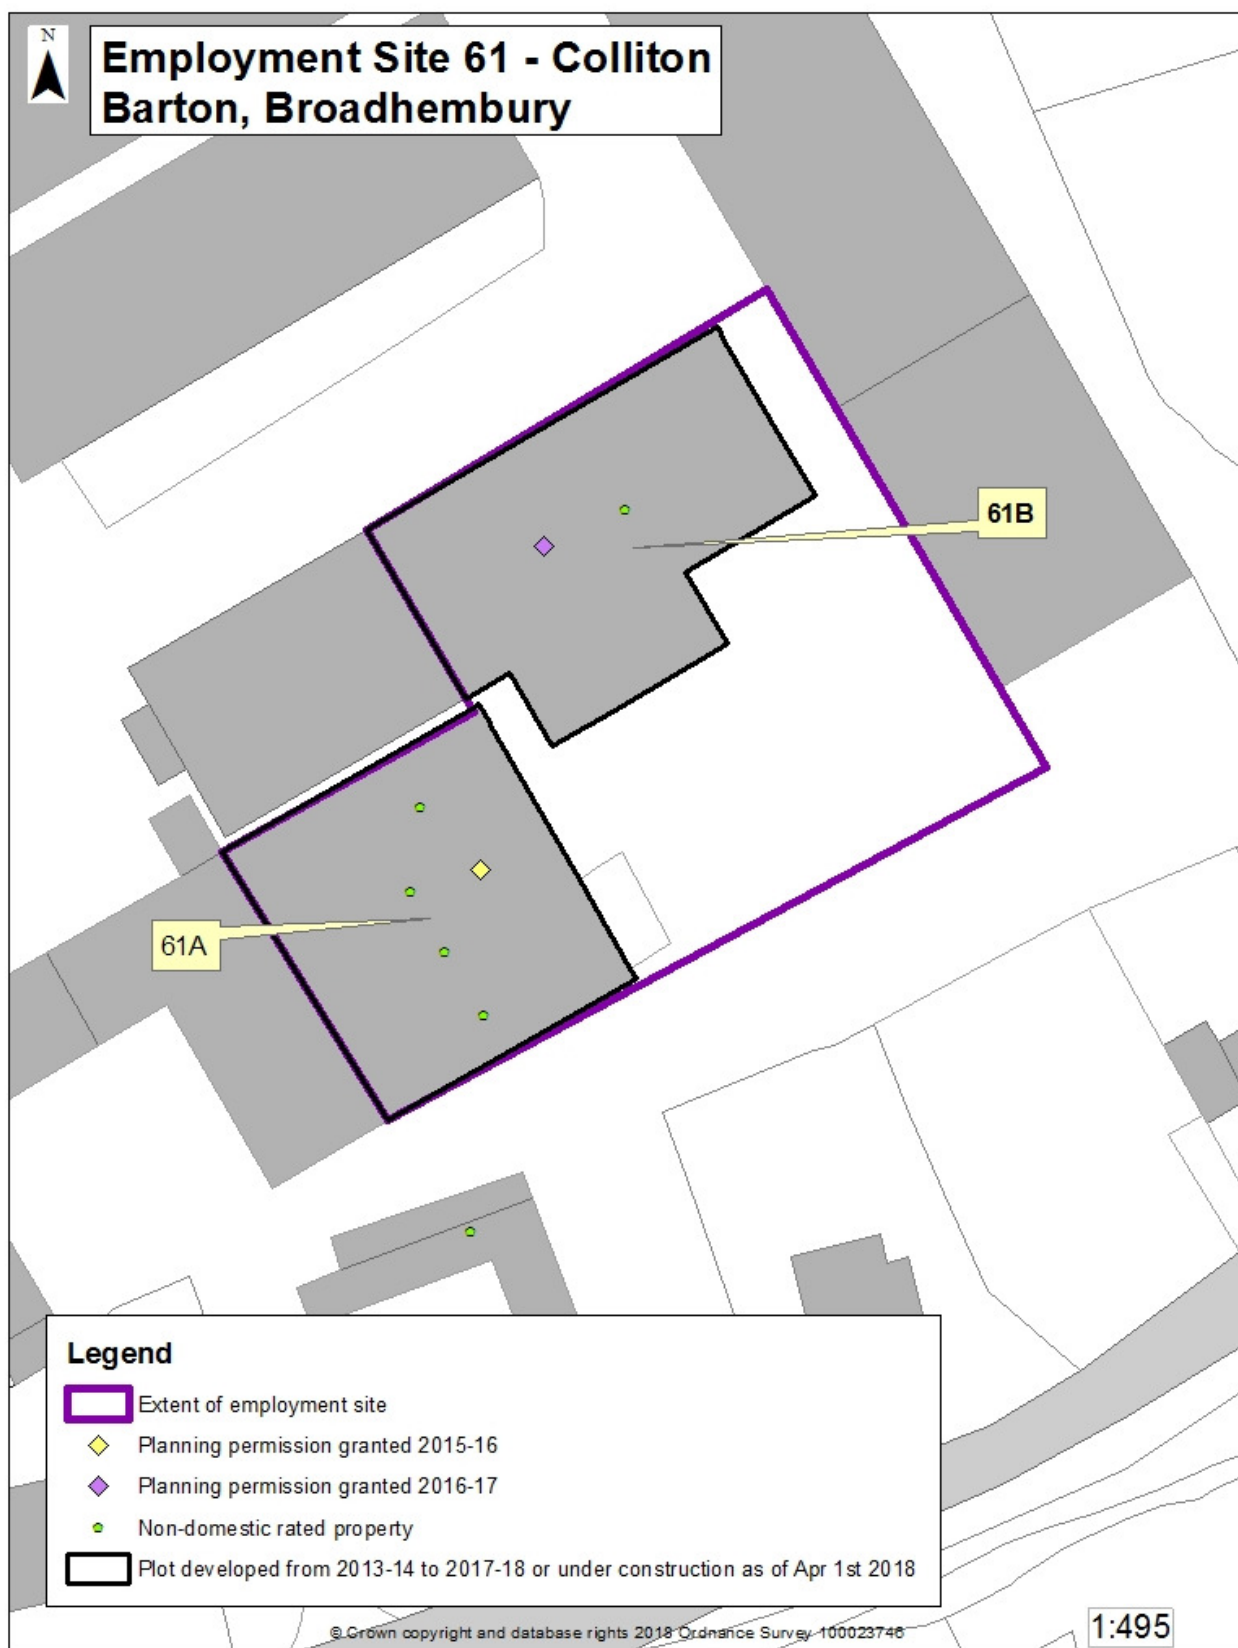 N
Employment Site 61 - Colliton
Barton, Broadhembury
61B
61A
Legend
Extent of employment site
Planning permission granted 2015-16
Planning permission granted 2016-17
Non-domestic rated property
Plot developed from 2013-14 to 2017-18 or under construction as of Apr 1st 2018
© Crown copyright and database rights 2018 Ordnance Survey 100023746
1:495